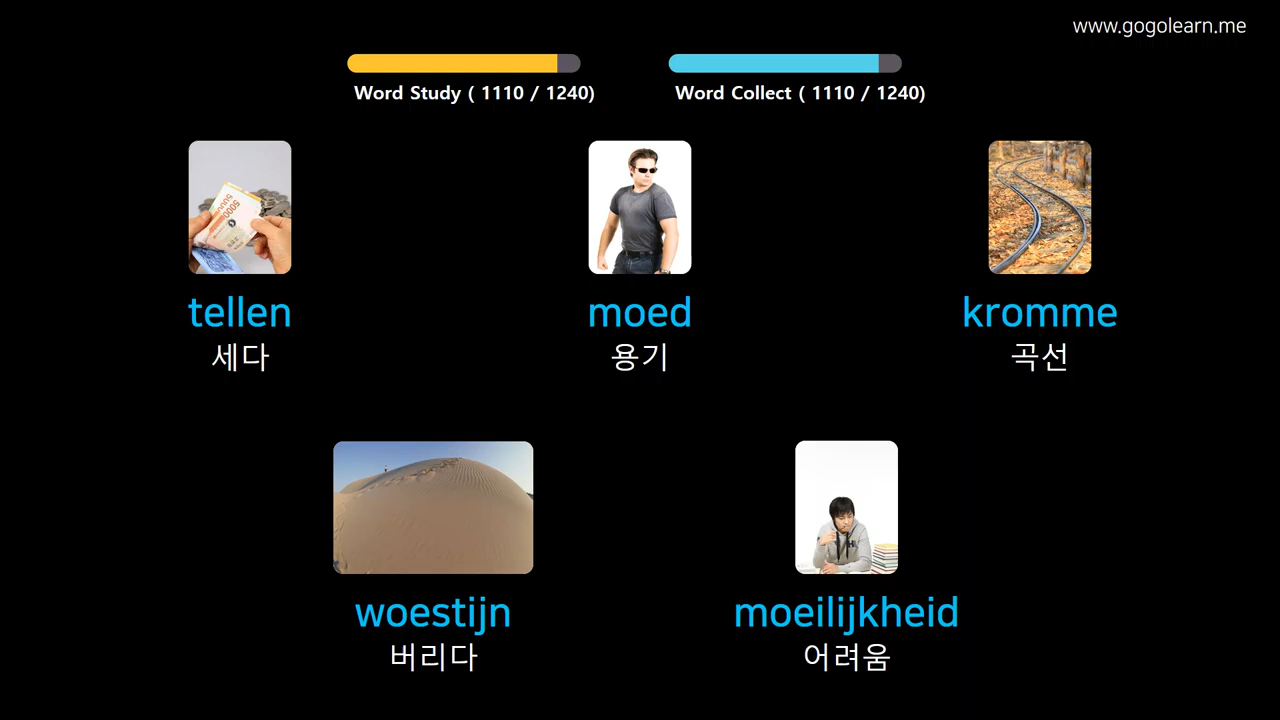 www.gogolearn.me
Word Study ( 1110 / 1240)
Word Collect ( 1110 / 1240)
tellen
세다
moed
용기
kromme
곡선
woestijn
버리다
moeilijkheid
어려움